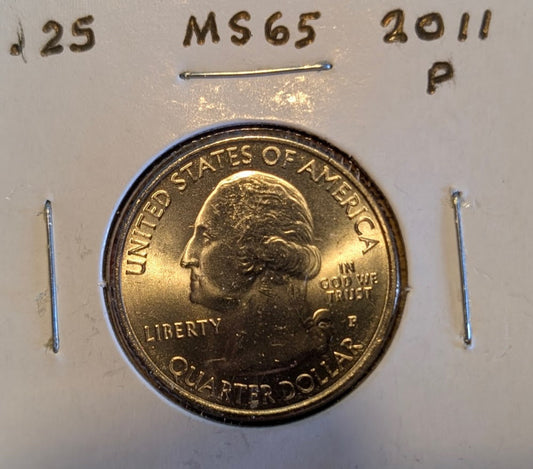 .25 MS65 2011
P
UNITED STATES OF AMERICA
IN
GOD WE
TRUST
LIBERTY
P
QUARTER DOLLAR